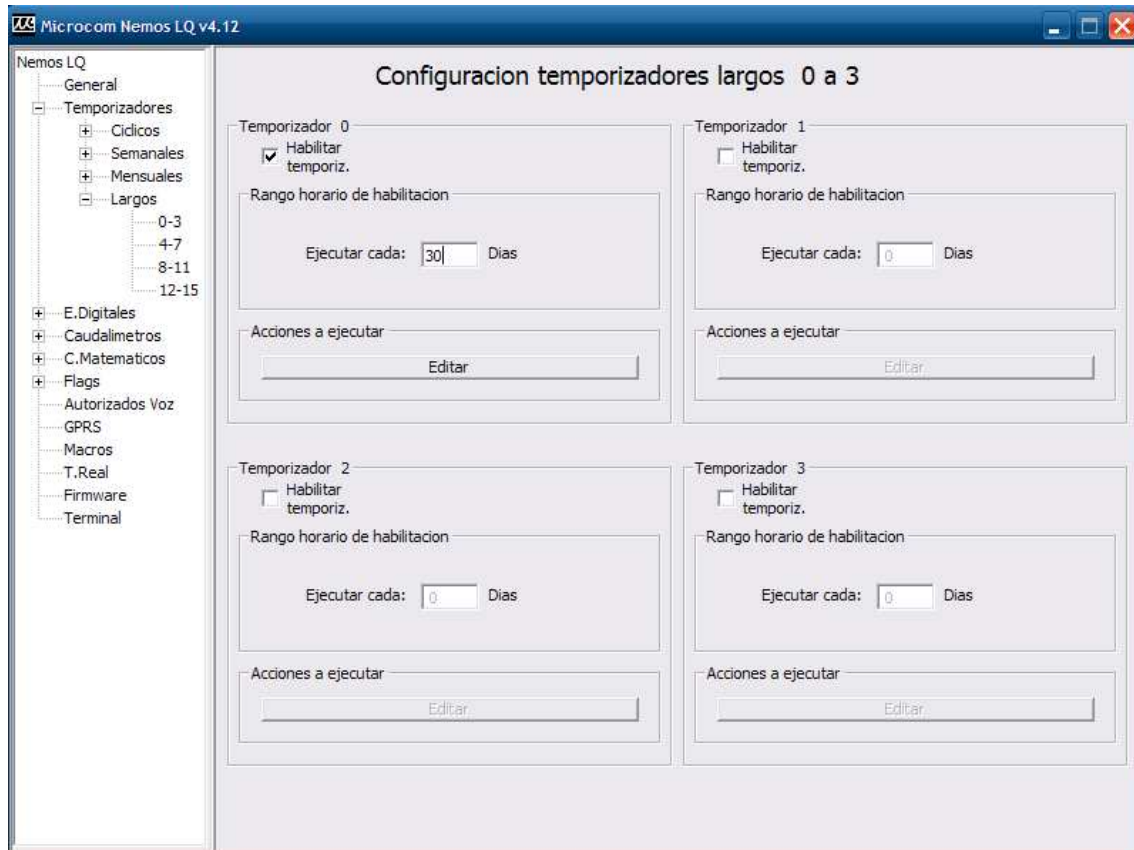 Microcom Nemos LQ v4.12
Nemos LQ
General
Temporizadores
Ciclicos
Semanales
Mensuales
Largos
0-3
4-7
8-11
12-15
E.Digitales
Caudalimetros
C.Matematicos
Flags
Autorizados Voz
GPRS
Macros
T.Real
Firmware
Terminal
Configuracion temporizadores largos 0 a 3
Temporizador 0
Habilitar
temporiz.
Rango horario de habilitacion
Ejecutar cada: 30 Dias
Acciones a ejecutar
Editar
Temporizador 1
Habilitar
temporiz.
Rango horario de habilitacion
Ejecutar cada: 0 Dias
Acciones a ejecutar
Editar
Temporizador 2
Habilitar
temporiz.
Rango horario de habilitacion
Ejecutar cada: 0 Dias
Acciones a ejecutar
Editar
Temporizador 3
Habilitar
temporiz.
Rango horario de habilitacion
Ejecutar cada: 0 Dias
Acciones a ejecutar
Editar